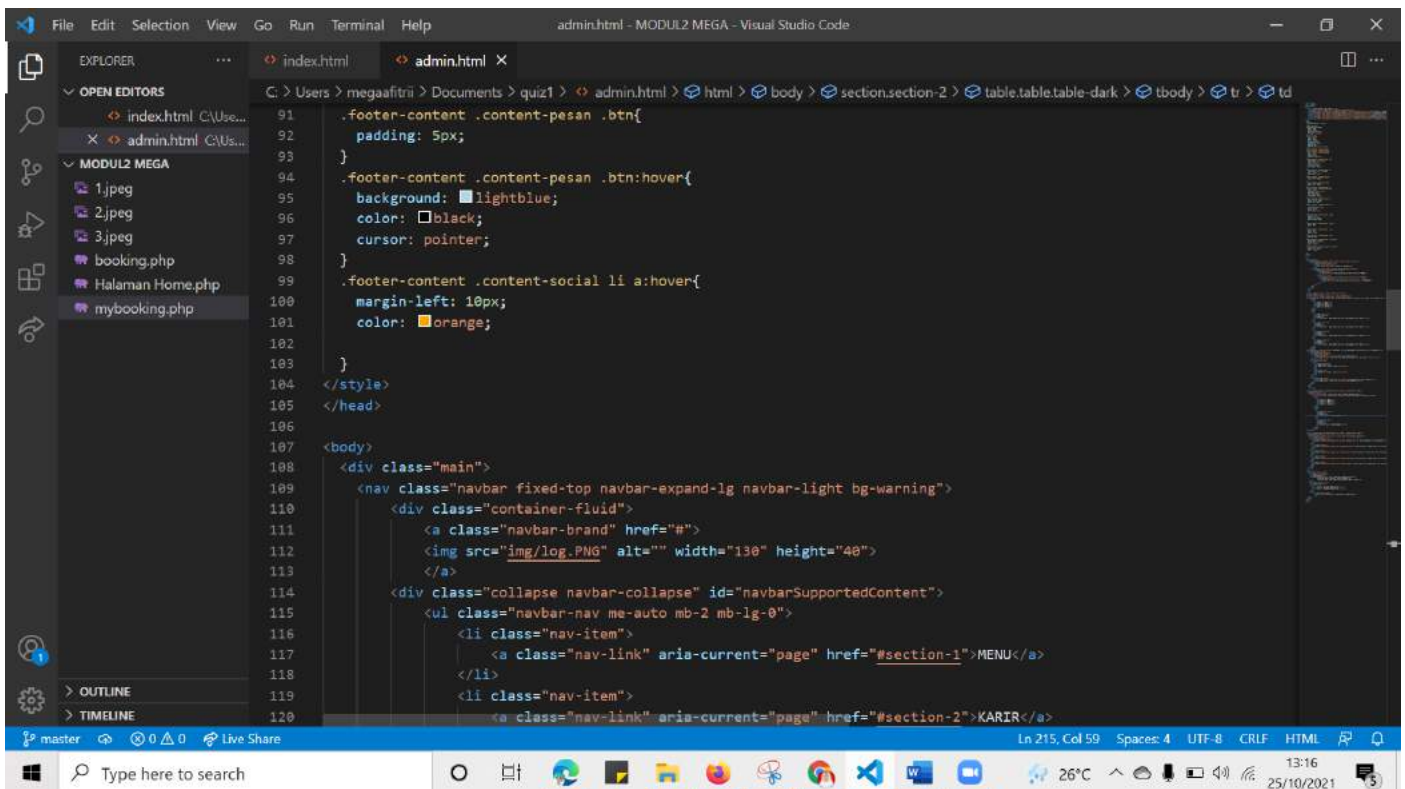 File Edit Selection View Go Run Terminal Help admin.html - MODUL2 MEGA - Visual Studio Code
EXPLORER
index.html admin.html
OPEN EDITORS
index.html C:\Use...
admin.html C:\Us...
MODUL2 MEGA
1.jpeg
2.jpeg
3.jpeg
booking.php
Halaman Home.php
mybooking.php
OUTLINE
TIMELINE
C: > Users > megaafitrii > Documents > quiz1 > admin.html > html > body > section.section-2 > table.table.table-dark > tbody > tr > td
91 .footer-content .content-pesan .btn{
92 padding: 5px;
93 }
94 .footer-content .content-pesan .btn:hover{
95 background: lightblue;
96 color: black;
97 cursor: pointer;
98 }
99 .footer-content .content-social li a:hover{
100 margin-left: 10px;
101 color: orange;
102
103 }
104 </style>
105 </head>
106
107 <body>
108 <div class="main">
109 <nav class="navbar fixed-top navbar-expand-lg navbar-light bg-warning">
110 <div class="container-fluid">
111 <a class="navbar-brand" href="#">
112 <img src="img/log.PNG" alt="" width="130" height="40">
113 </a>
114 <div class="collapse navbar-collapse" id="navbarSupportedContent">
115 <ul class="navbar-nav me-auto mb-2 mb-lg-0">
116 <li class="nav-item">
117 <a class="nav-link" aria-current="page" href="#section-1">MENU</a>
118 </li>
119 <li class="nav-item">
120 <a class="nav-link" aria-current="page" href="#section-2">KARIR</a>
master 0 0 Live Share Ln 215, Col 59 Spaces: 4 UTF-8 CRLF HTML
Type here to search 26°C 13:16
25/10/2021